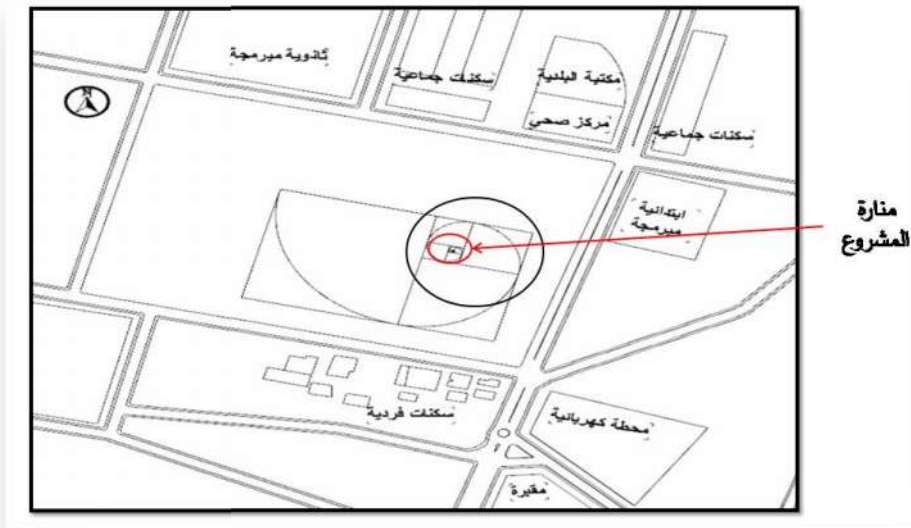 ثانوية مبرمجة
سكنات جماعية
مكتبة البلدية
مركز صحي
سكنات جماعية
N
ابتدائية
مبرمجة
منارة
المشروع
سكنات فردية
محطة كهربائية
مقبرة